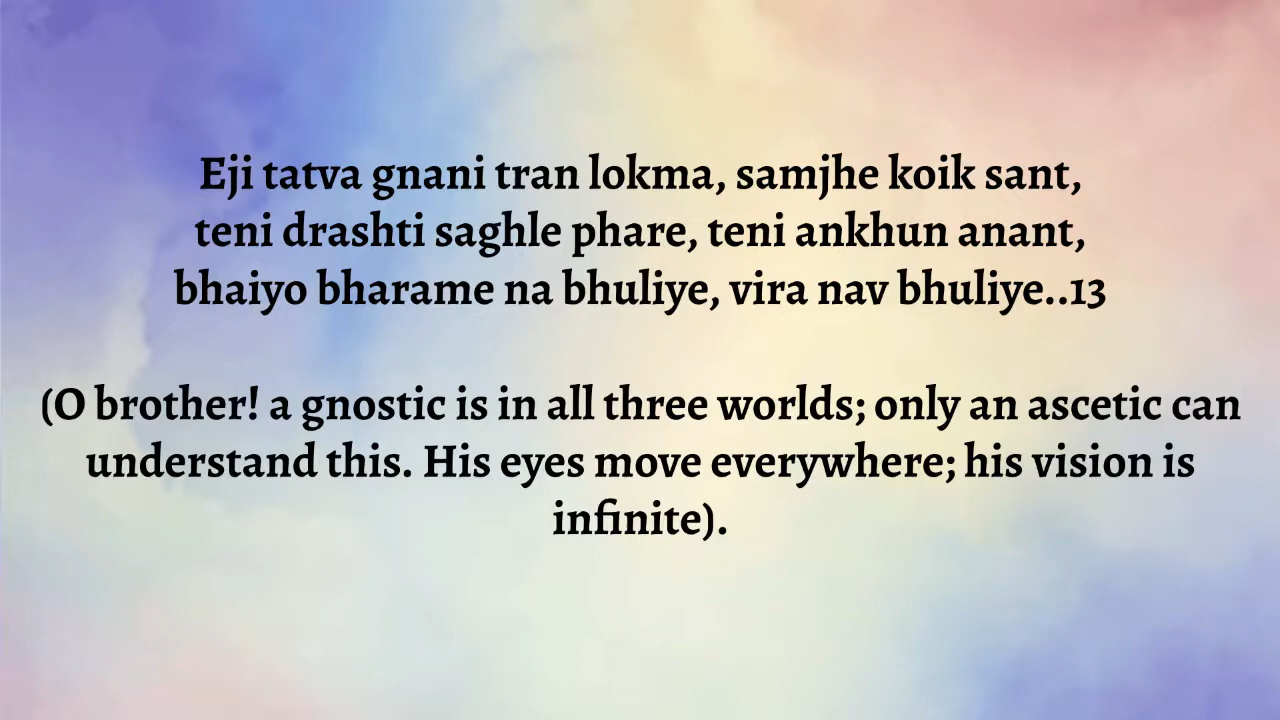 Eji tatva gnani tran lokma, samjhe koik sant,
teni drashti saghle phare, teni ankhun anant,
bhaiyo bharame na bhuliye, vira nav bhuliye..13
(O brother! a gnostic is in all three worlds; only an ascetic can
understand this. His eyes move everywhere; his vision is
infinite).